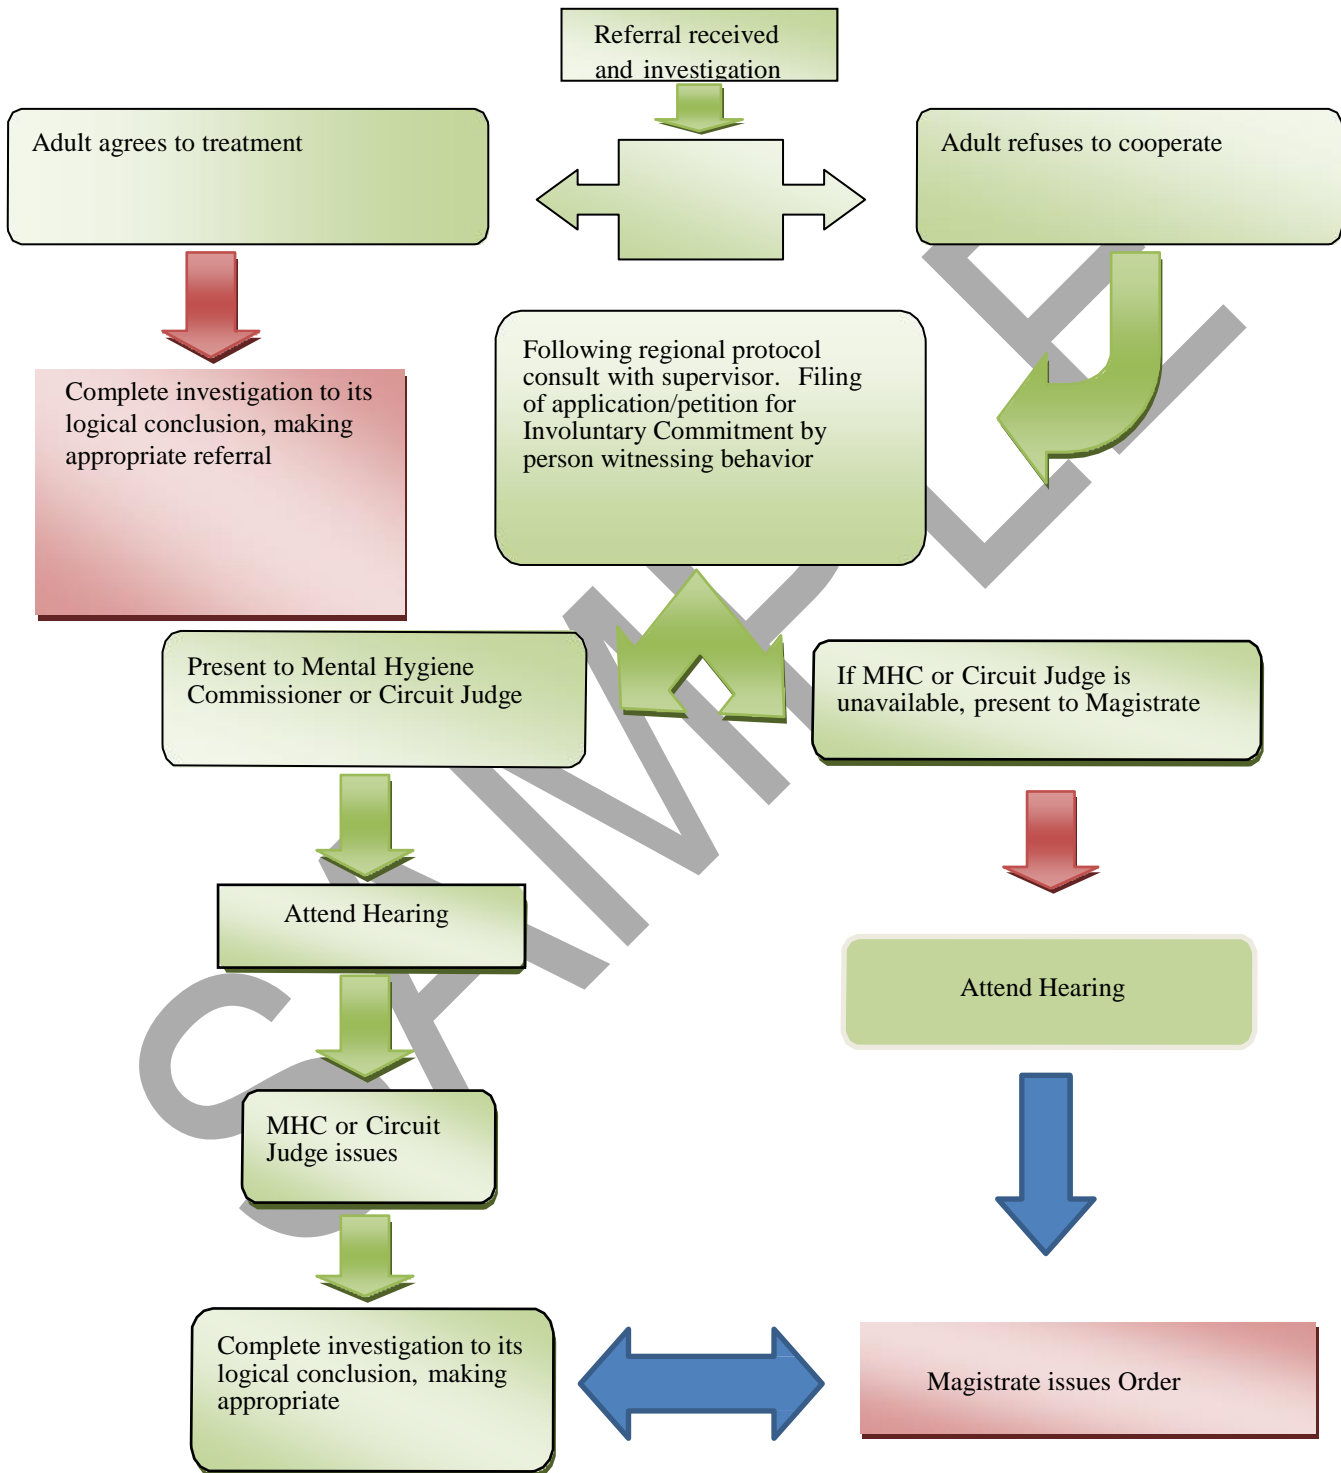 Referral received
and investigation
Adult agrees to treatment
Adult refuses to cooperate
Following regional protocol
consult with supervisor. Filing
of application/petition for
Involuntary Commitment by
person witnessing behavior
Complete investigation to its
logical conclusion, making
appropriate referral
Present to Mental Hygiene
Commissioner or Circuit Judge
If MHC or Circuit Judge is
unavailable, present to Magistrate
Attend Hearing
Attend Hearing
MHC or Circuit
Judge issues
Complete investigation to its
logical conclusion, making
appropriate
Magistrate issues Order
SAMPLE